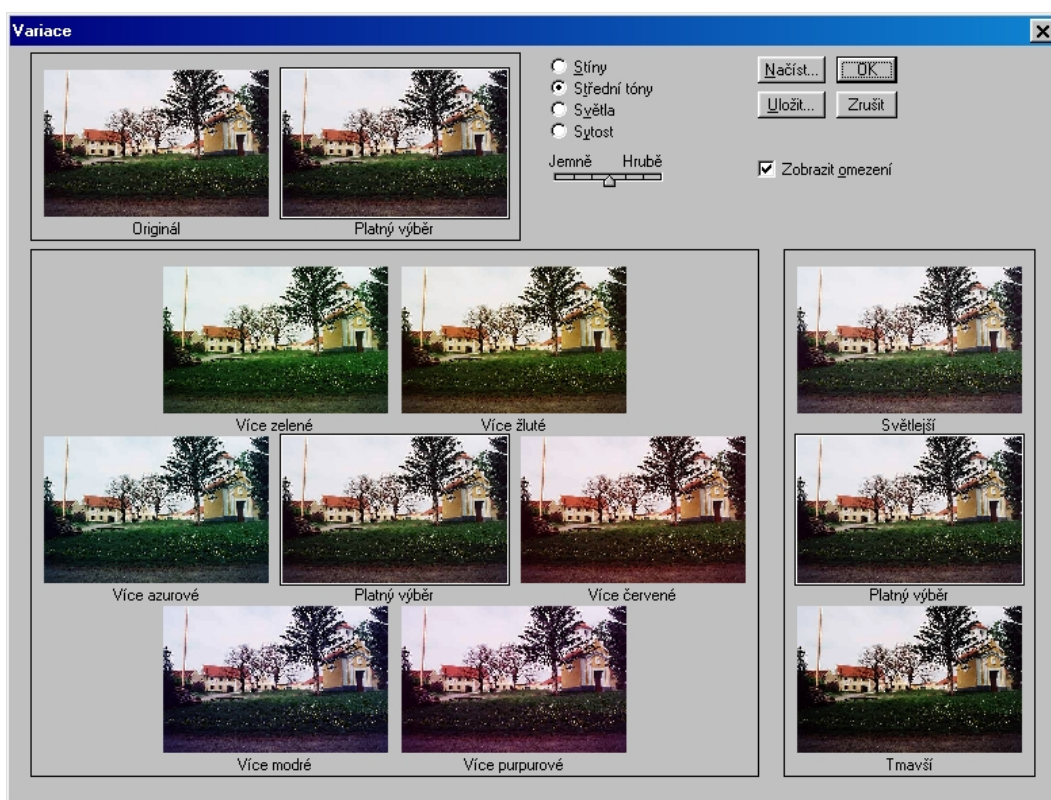 Variace
Stíny
Střední tóny
Světla
Sytost
Načíst... OK
Uložit... Zrušit
Jemně Hrubě
Zobrazit omezení
Originál Platný výběr
Více zelené Více žluté
Světlejší
Více azurové Platný výběr Více červené
Platný výběr
Více modré Více purpurové
Tmavší